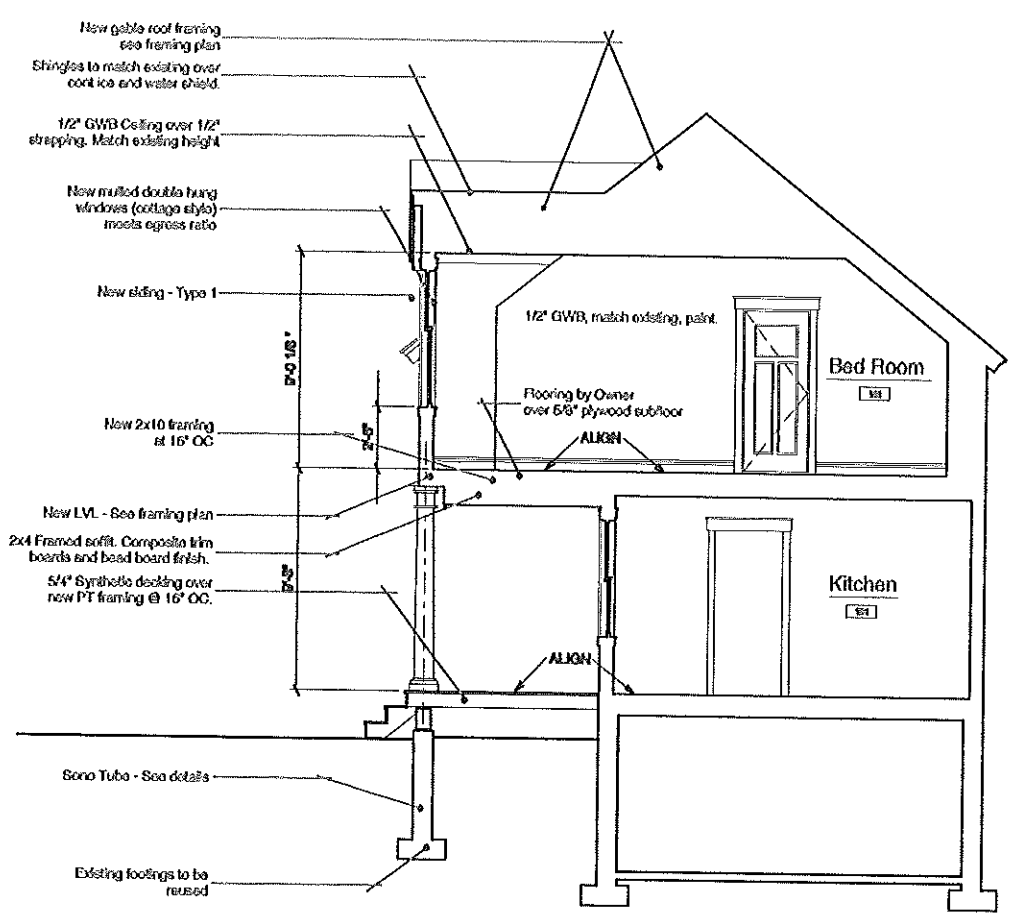 New gable roof framing
see framing plan
Shingles to match existing over
cont ice and water shield.
1/2" GWB Ceiling over 1/2"
strapping. Match existing height
New mulled double hung
windows (cottage style)
meets egress ratio
New siding - Type 1
1/2" GWB, match existing, paint.
Bed Room
Flooring by Owner
over 5/8" plywood subfloor
New 2x10 framing
at 16" OC
ALIGN
New LVL - See framing plan
2x4 Framed soffit. Composite trim
boards and bead board finish.
5/4" Synthetic decking over
new PT framing @ 16" OC.
Kitchen
ALIGN
Sono Tube - See details
Existing footings to be
reused